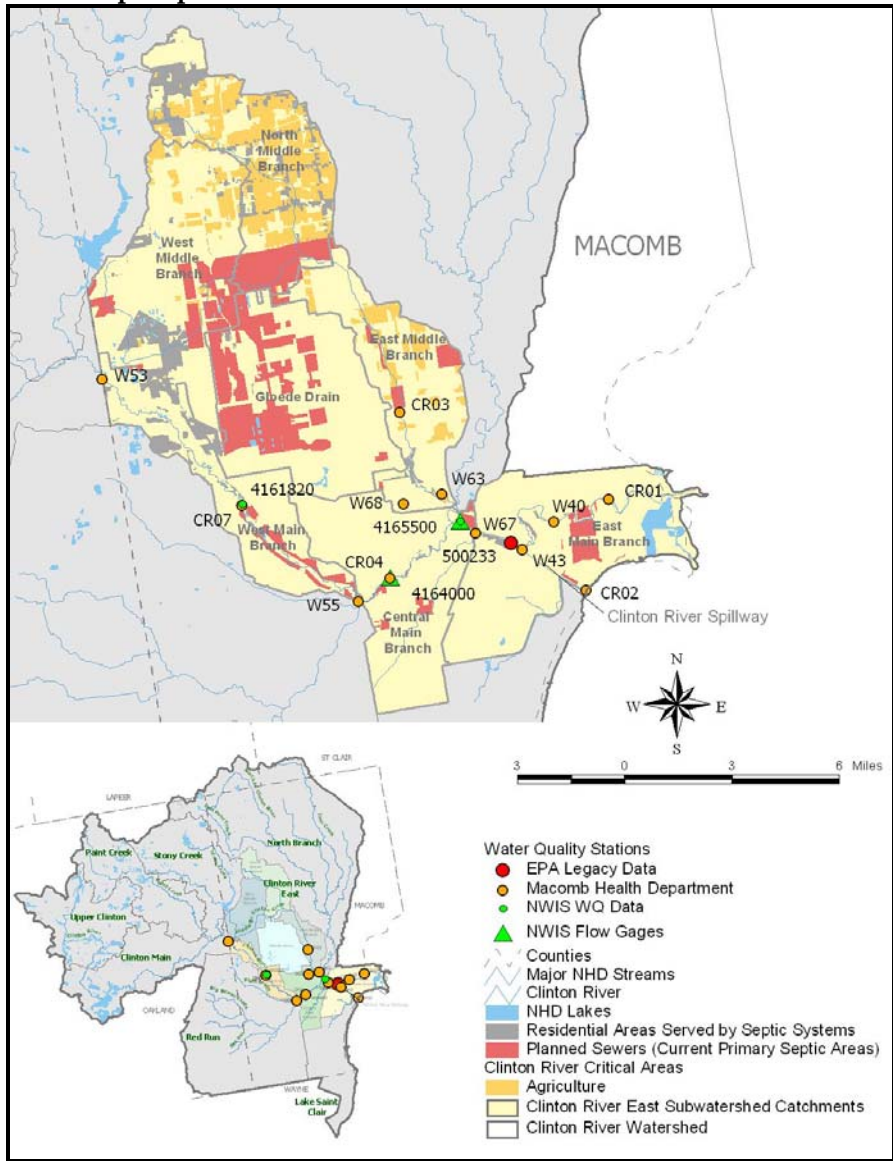 North
Middle
Branch
MACOMB
West
Middle
Branch
East Middle
Branch
W53
Gloede Drain
CR03
4161820
W63
W68
W40
CR01
CR07
4165500
W67
West Main
Branch
East
Main Branch
500233
W43
CR04
4164000
CR02
W55
Clinton River Spillway
Central
Main
Branch
N
W E
S
3 0 3 6 Miles
ST CLAIR
LAPEER
Paint Creek
Stony Creek
North Branch
Clinton River
East
MACOMB
Upper Clinton
Clinton Main
OAKLAND
Red Run
WAYNE
Lake Saint
Clair
Water Quality Stations
EPA Legacy Data
Macomb Health Department
NWIS WQ Data
NWIS Flow Gages
Counties
Major NHD Streams
Clinton River
NHD Lakes
Residential Areas Served by Septic Systems
Planned Sewers (Current Primary Septic Areas)
Clinton River Critical Areas
Agriculture
Clinton River East Subwatershed Catchments
Clinton River Watershed